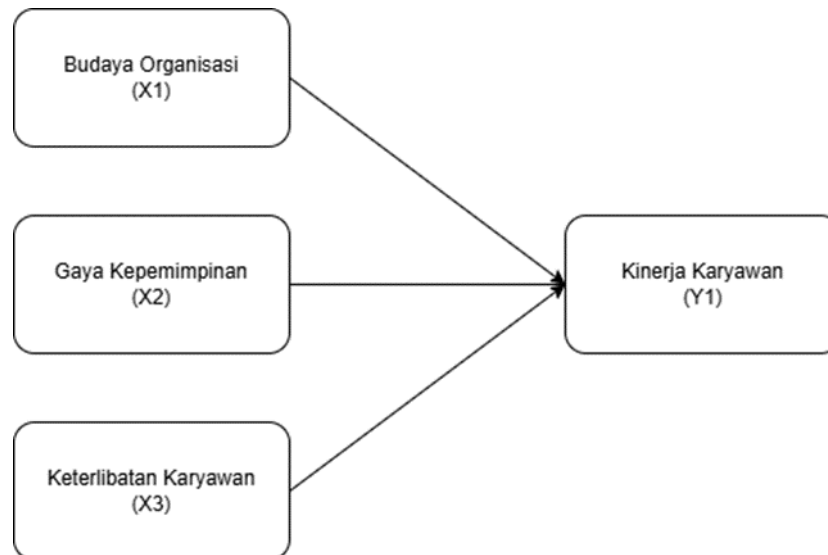 Budaya Organisasi
(X1)
Gaya Kepemimpinan
(X2)
Kinerja Karyawan
(Y1)
Keterlibatan Karyawan
(X3)